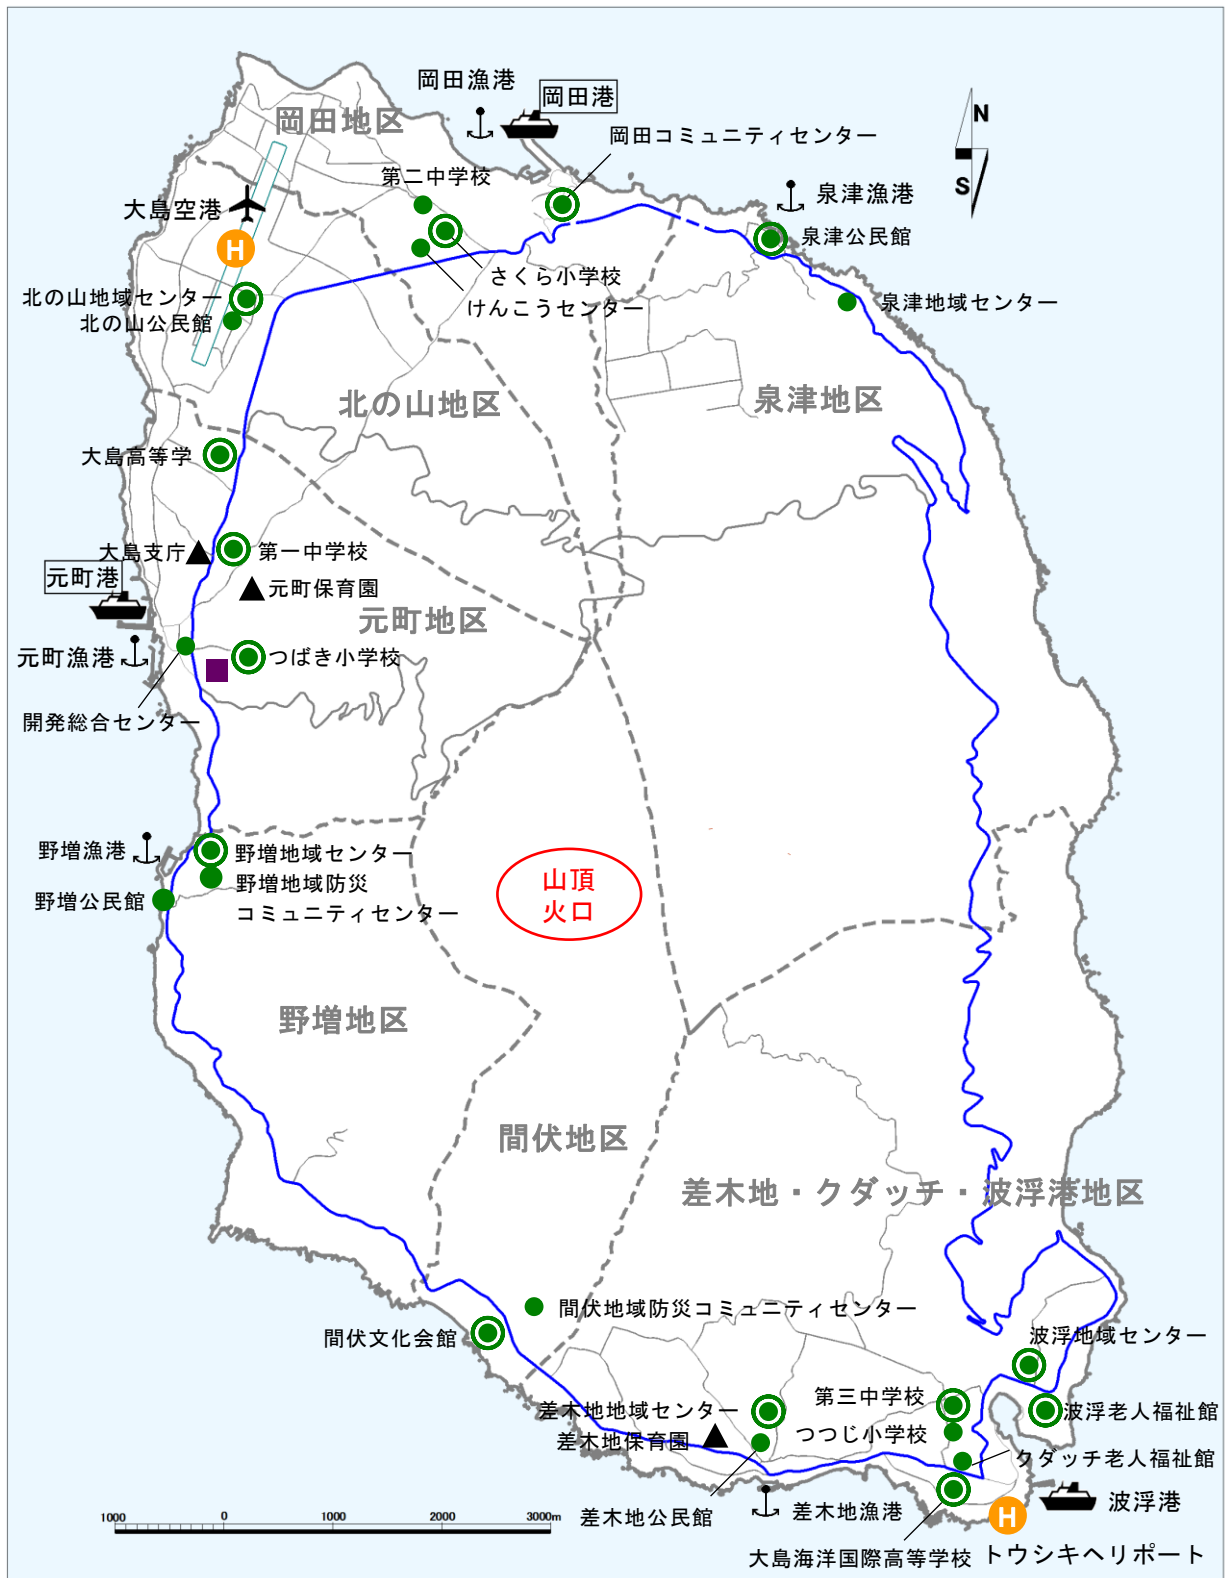 岡田漁港
岡田港
岡田地区
岡田コミュニティセンター
N
S
第二中学校
泉津漁港
大島空港
泉津公民館
H
さくら小学校
北の山地域センター
けんこうセンター
泉津地域センター
北の山公民館
北の山地区
泉津地区
大島高等学
大島支庁
第一中学校
元町港
元町保育園
元町地区
元町漁港
つばき小学校
開発総合センター
野増漁港
野増地域センター
野増地域防災
コミュニティセンター
野増公民館
山頂
火口
野増地区
間伏地区
差木地・クダッチ・波浮港地区
間伏地域防災コミュニティセンター
間伏文化会館
波浮地域センター
第三中学校
差木地地域センター
波浮老人福祉館
つつじ小学校
差木地保育園
クダッチ老人福祉館
波浮港
差木地漁港
差木地公民館
H
1000 0 1000 2000 3000m
大島海洋国際高等学校
トウシキヘリポート